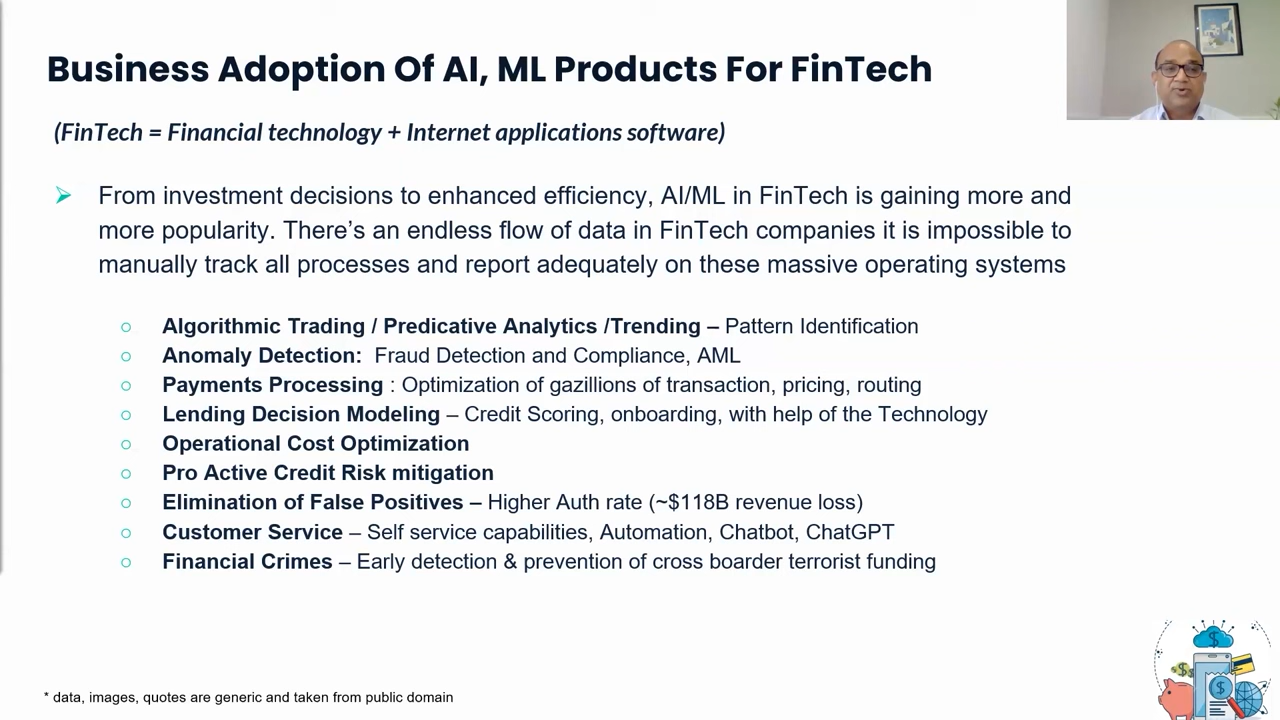 Business Adoption Of AI, ML Products For FinTech
(FinTech = Financial technology + Internet applications software)
➢ From investment decisions to enhanced efficiency, AI/ML in FinTech is gaining more and
more popularity. There’s an endless flow of data in FinTech companies it is impossible to
manually track all processes and report adequately on these massive operating systems
○ Algorithmic Trading / Predicative Analytics /Trending – Pattern Identification
○ Anomaly Detection: Fraud Detection and Compliance, AML
○ Payments Processing : Optimization of gazillions of transaction, pricing, routing
○ Lending Decision Modeling – Credit Scoring, onboarding, with help of the Technology
○ Operational Cost Optimization
○ Pro Active Credit Risk mitigation
○ Elimination of False Positives – Higher Auth rate (~$118B revenue loss)
○ Customer Service – Self service capabilities, Automation, Chatbot, ChatGPT
○ Financial Crimes – Early detection & prevention of cross boarder terrorist funding
* data, images, quotes are generic and taken from public domain